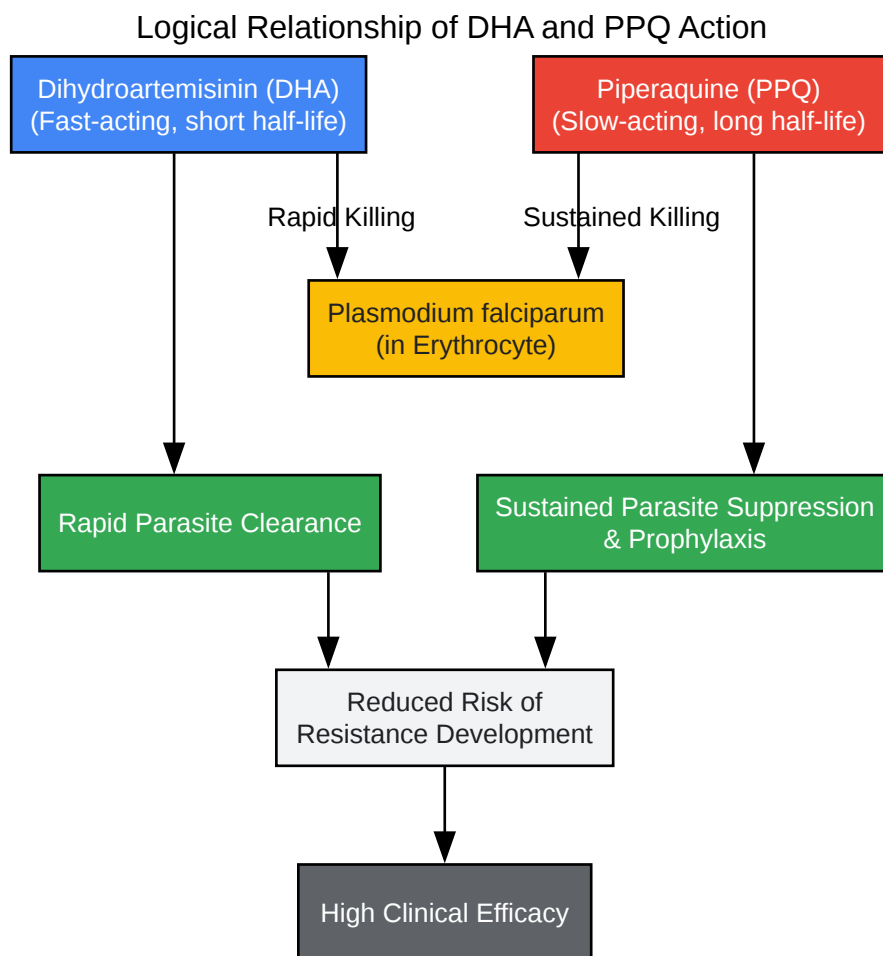 Logical Relationship of DHA and PPQ Action
Dihydroartemisinin (DHA)
(Fast-acting, short half-life)
Piperaquine (PPQ)
(Slow-acting, long half-life)
Rapid Killing
Sustained Killing
Plasmodium falciparum
(in Erythrocyte)
Rapid Parasite Clearance
Sustained Parasite Suppression
& Prophylaxis
Reduced Risk of
Resistance Development
High Clinical Efficacy